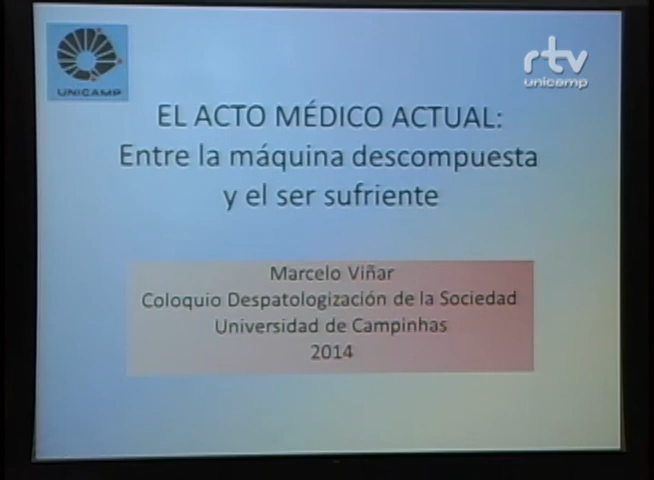 UNICAMP
rtv
unicamp
EL ACTO MÉDICO ACTUAL:
Entre la máquina descompuesta
y el ser sufriente
Marcelo Viñar
Coloquio Despatologización de la Sociedad
Universidad de Campinhas
2014